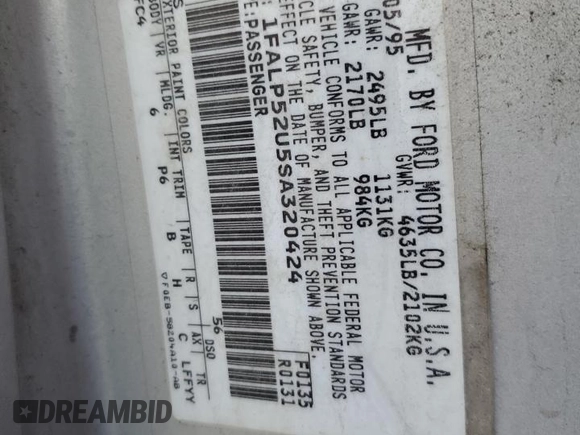 MFD. BY FORD MOTOR CO. IN U.S.A.
05/95 GVWR: 4635LB/2102KG
GAWR: 2495LB 1131KG
GAWR: 2170LB 984KG
VEHICLE CONFORMS TO ALL APPLICABLE FEDERAL MOTOR
SAFETY, BUMPER, AND THEFT PREVENTION STANDARDS
EFFECT ON THE DATE OF MANUFACTURE SHOWN ABOVE.
1FALP52U5SA320424 F0135
PASSENGER R0131
56
EXTERIOR PAINT COLORS DSO
BODY VR MLDG. INT TRIM TAPE R S AX TR
6 P6 B H C LFFYY
DREAMBID